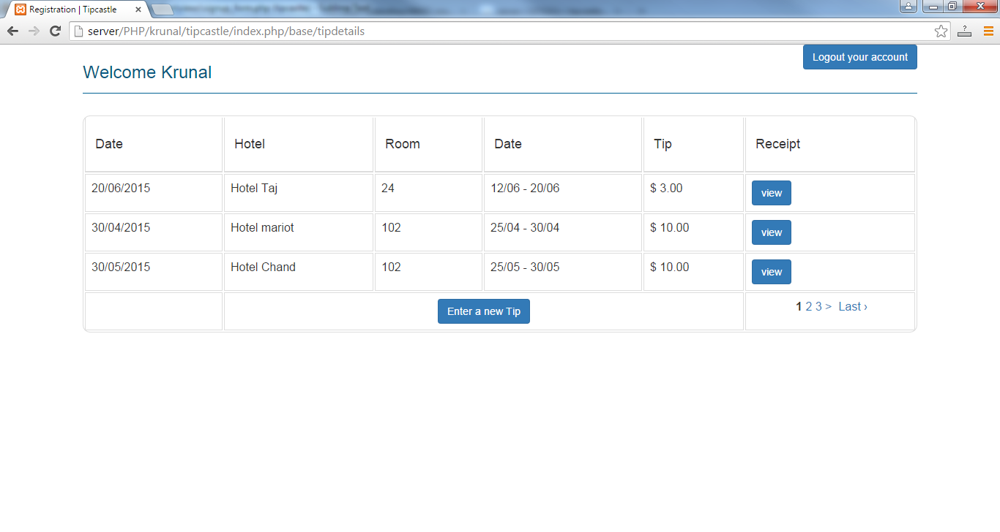 Registration | Tipcastle
server/PHP/krunal/tipcastle/index.php/base/tipdetails
Logout your account
Welcome Krunal
Date Hotel Room Date Tip Receipt
20/06/2015 Hotel Taj 24 12/06 - 20/06 $ 3.00 view
30/04/2015 Hotel mariot 102 25/04 - 30/04 $ 10.00 view
30/05/2015 Hotel Chand 102 25/05 - 30/05 $ 10.00 view
Enter a new Tip 1 2 3 > Last ›